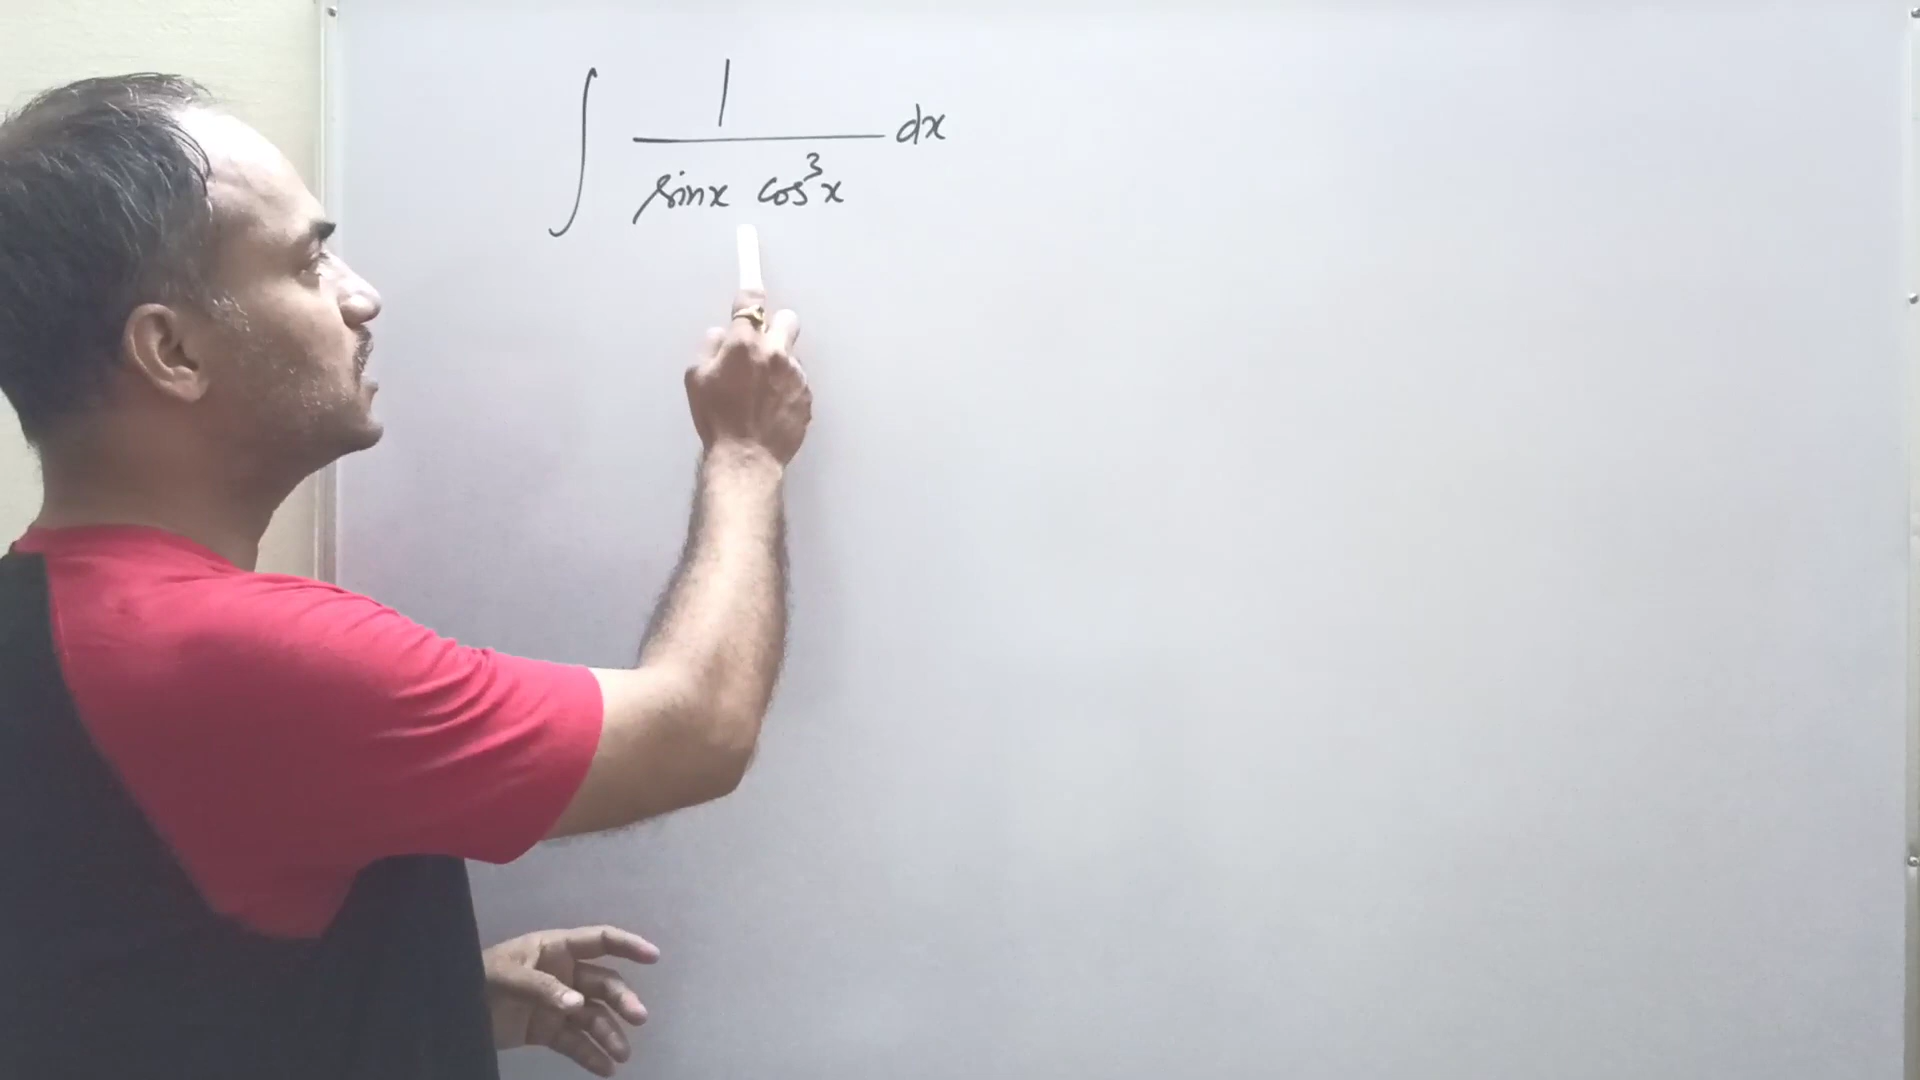 ∫ 1 / (sinx cos³x) dx